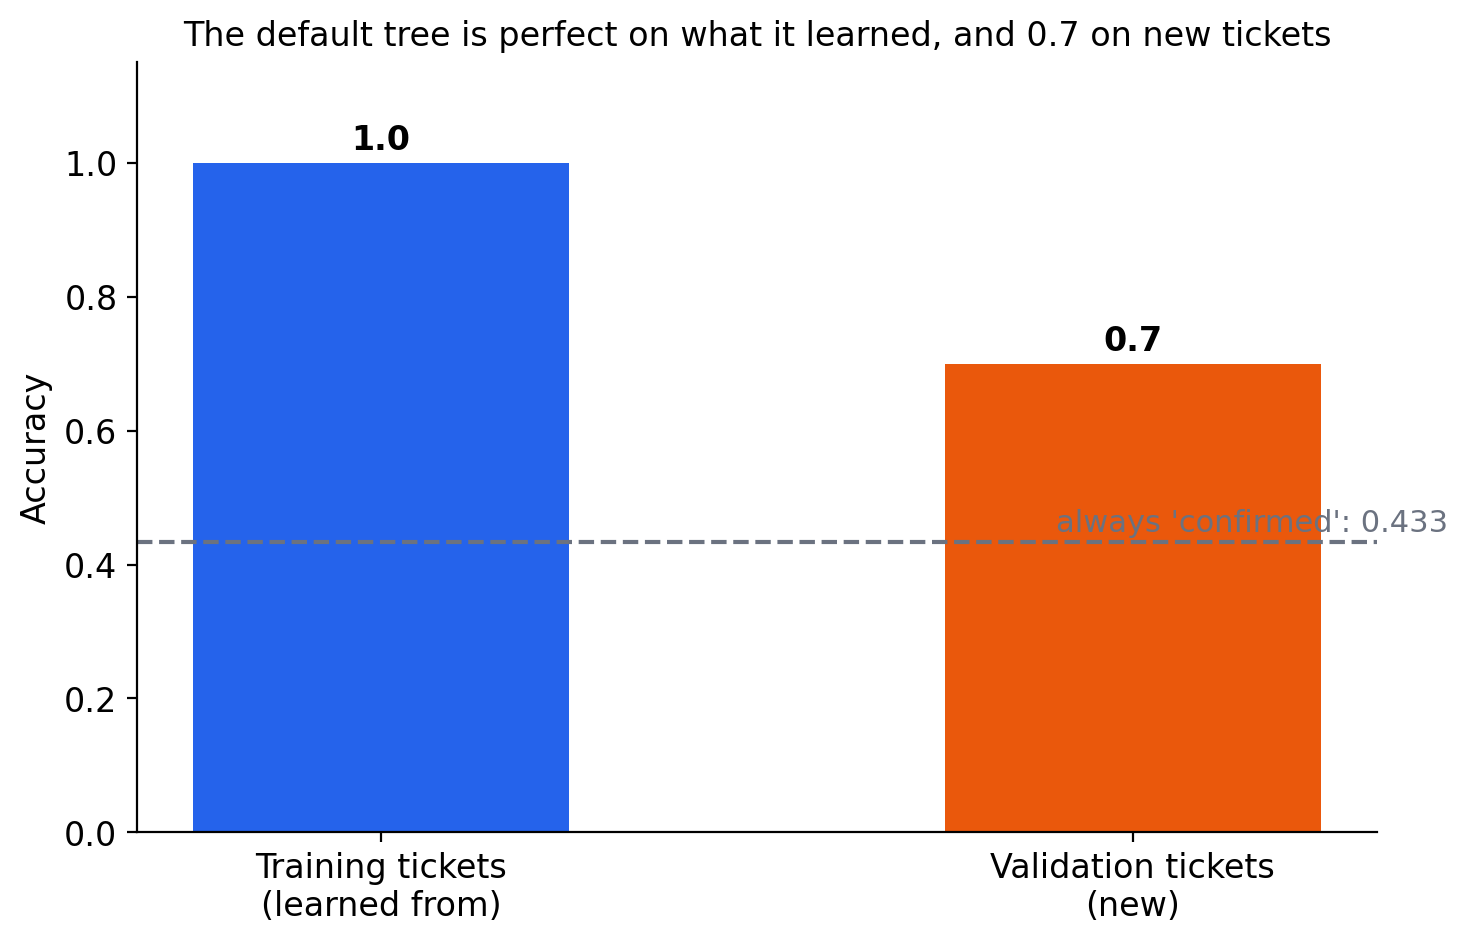 The default tree is perfect on what it learned, and 0.7 on new tickets
1.0
0.7
always 'confirmed': 0.433
Accuracy
1.0
0.8
0.6
0.4
0.2
0.0
Training tickets
(learned from)
Validation tickets
(new)